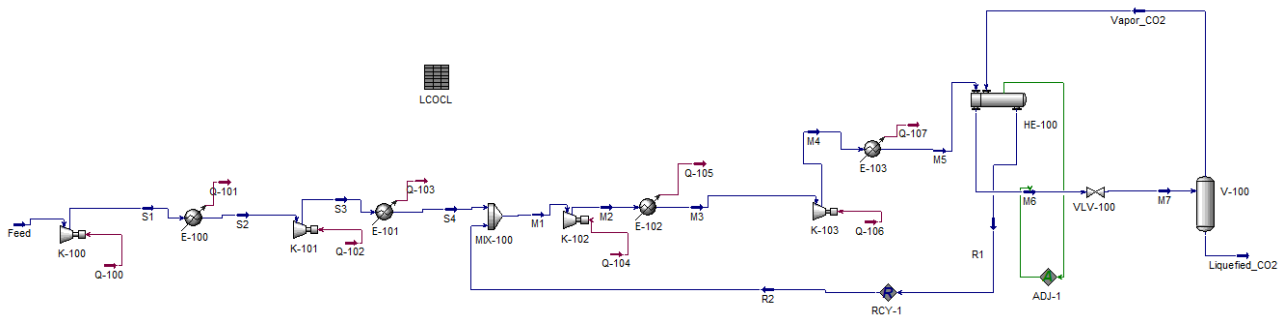 Vapor_CO2
LCOCL
HE-100
Q-107
M4
E-103
M5
Q-105
Q-101
Q-103
S1
E-100
S2
S3
E-101
S4
MIX-100
M1
M2
K-102
E-102
M3
K-103
Q-106
M6
VLV-100
M7
V-100
Feed
K-100
Q-100
K-101
Q-102
Q-104
R1
A
ADJ-1
Liquefied_CO2
R2
R
RCY-1